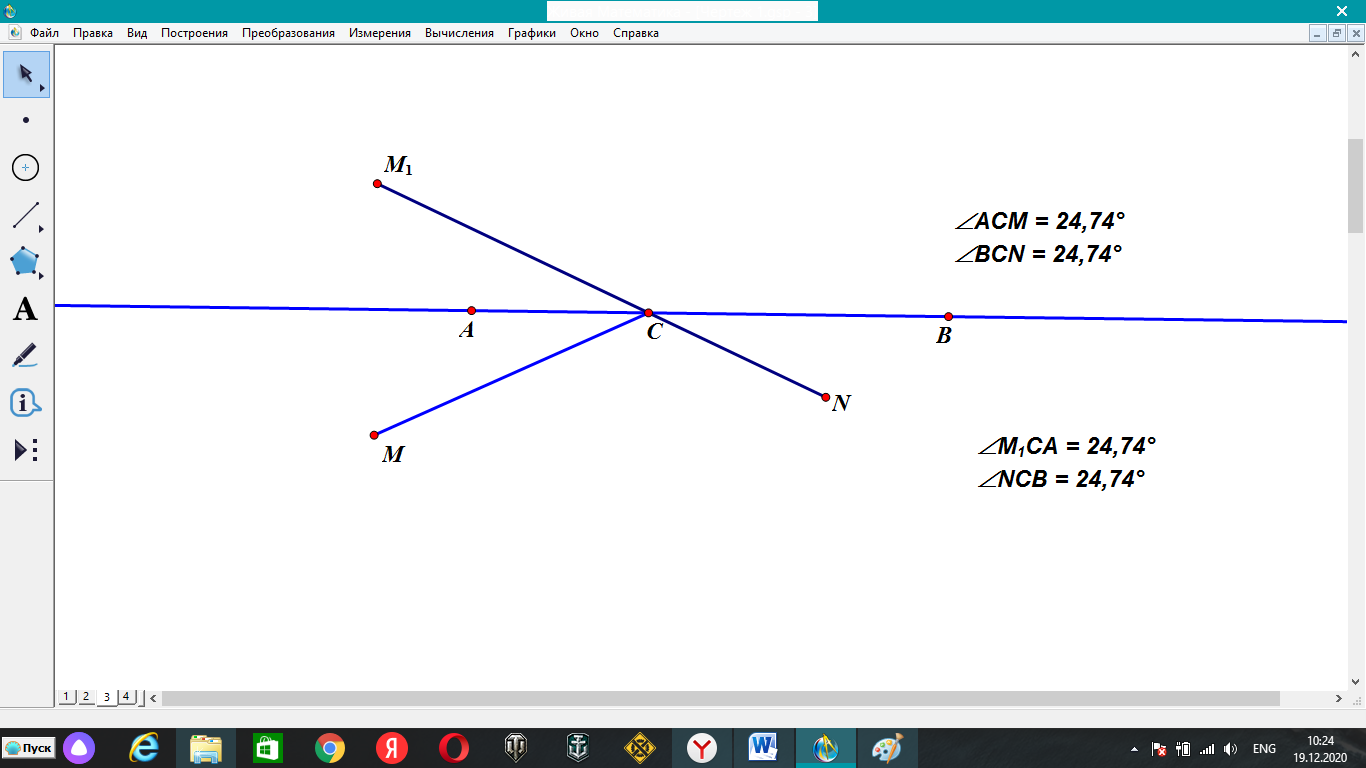 Файл Правка Вид Построения Преобразования Измерения Вычисления Графики Окно Справка
A
M₁
∠ACM = 24,74°
∠BCN = 24,74°
A
C
B
N
M
∠M₁CA = 24,74°
∠NCB = 24,74°
1 2 3 4
Пуск
ENG
10:24
19.12.2020